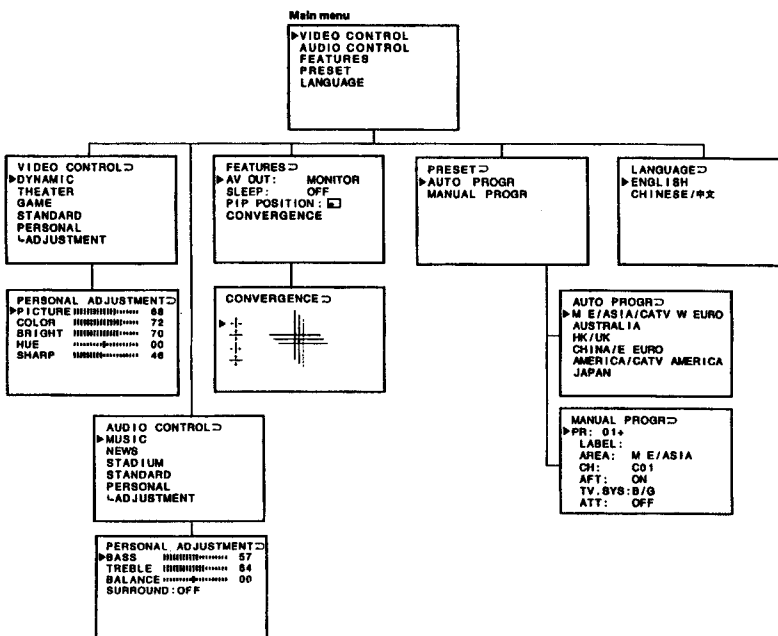 Main menu
VIDEO CONTROL
AUDIO CONTROL
FEATURES
PRESET
LANGUAGE
VIDEO CONTROL
DYNAMIC
THEATER
GAME
STANDARD
PERSONAL
ADJUSTMENT
PERSONAL ADJUSTMENT
PICTURE 68
COLOR 72
BRIGHT 70
HUE 00
SHARP 46
AUDIO CONTROL
MUSIC
NEWS
STADIUM
STANDARD
PERSONAL
ADJUSTMENT
PERSONAL ADJUSTMENT
BASS 57
TREBLE 64
BALANCE 00
SURROUND:OFF
FEATURES
AV OUT: MONITOR
SLEEP: OFF
PIP POSITION:
CONVERGENCE
CONVERGENCE
PRESET
AUTO PROGR
MANUAL PROGR
AUTO PROGR
M E/ASIA/CATV W EURO
AUSTRALIA
HK/UK
CHINA/E EURO
AMERICA/CATV AMERICA
JAPAN
MANUAL PROGR
PR: 01+
LABEL:
AREA: M E/ASIA
CH: C01
AFT: ON
TV.SYS:B/G
ATT: OFF
LANGUAGE
ENGLISH
CHINESE/中文